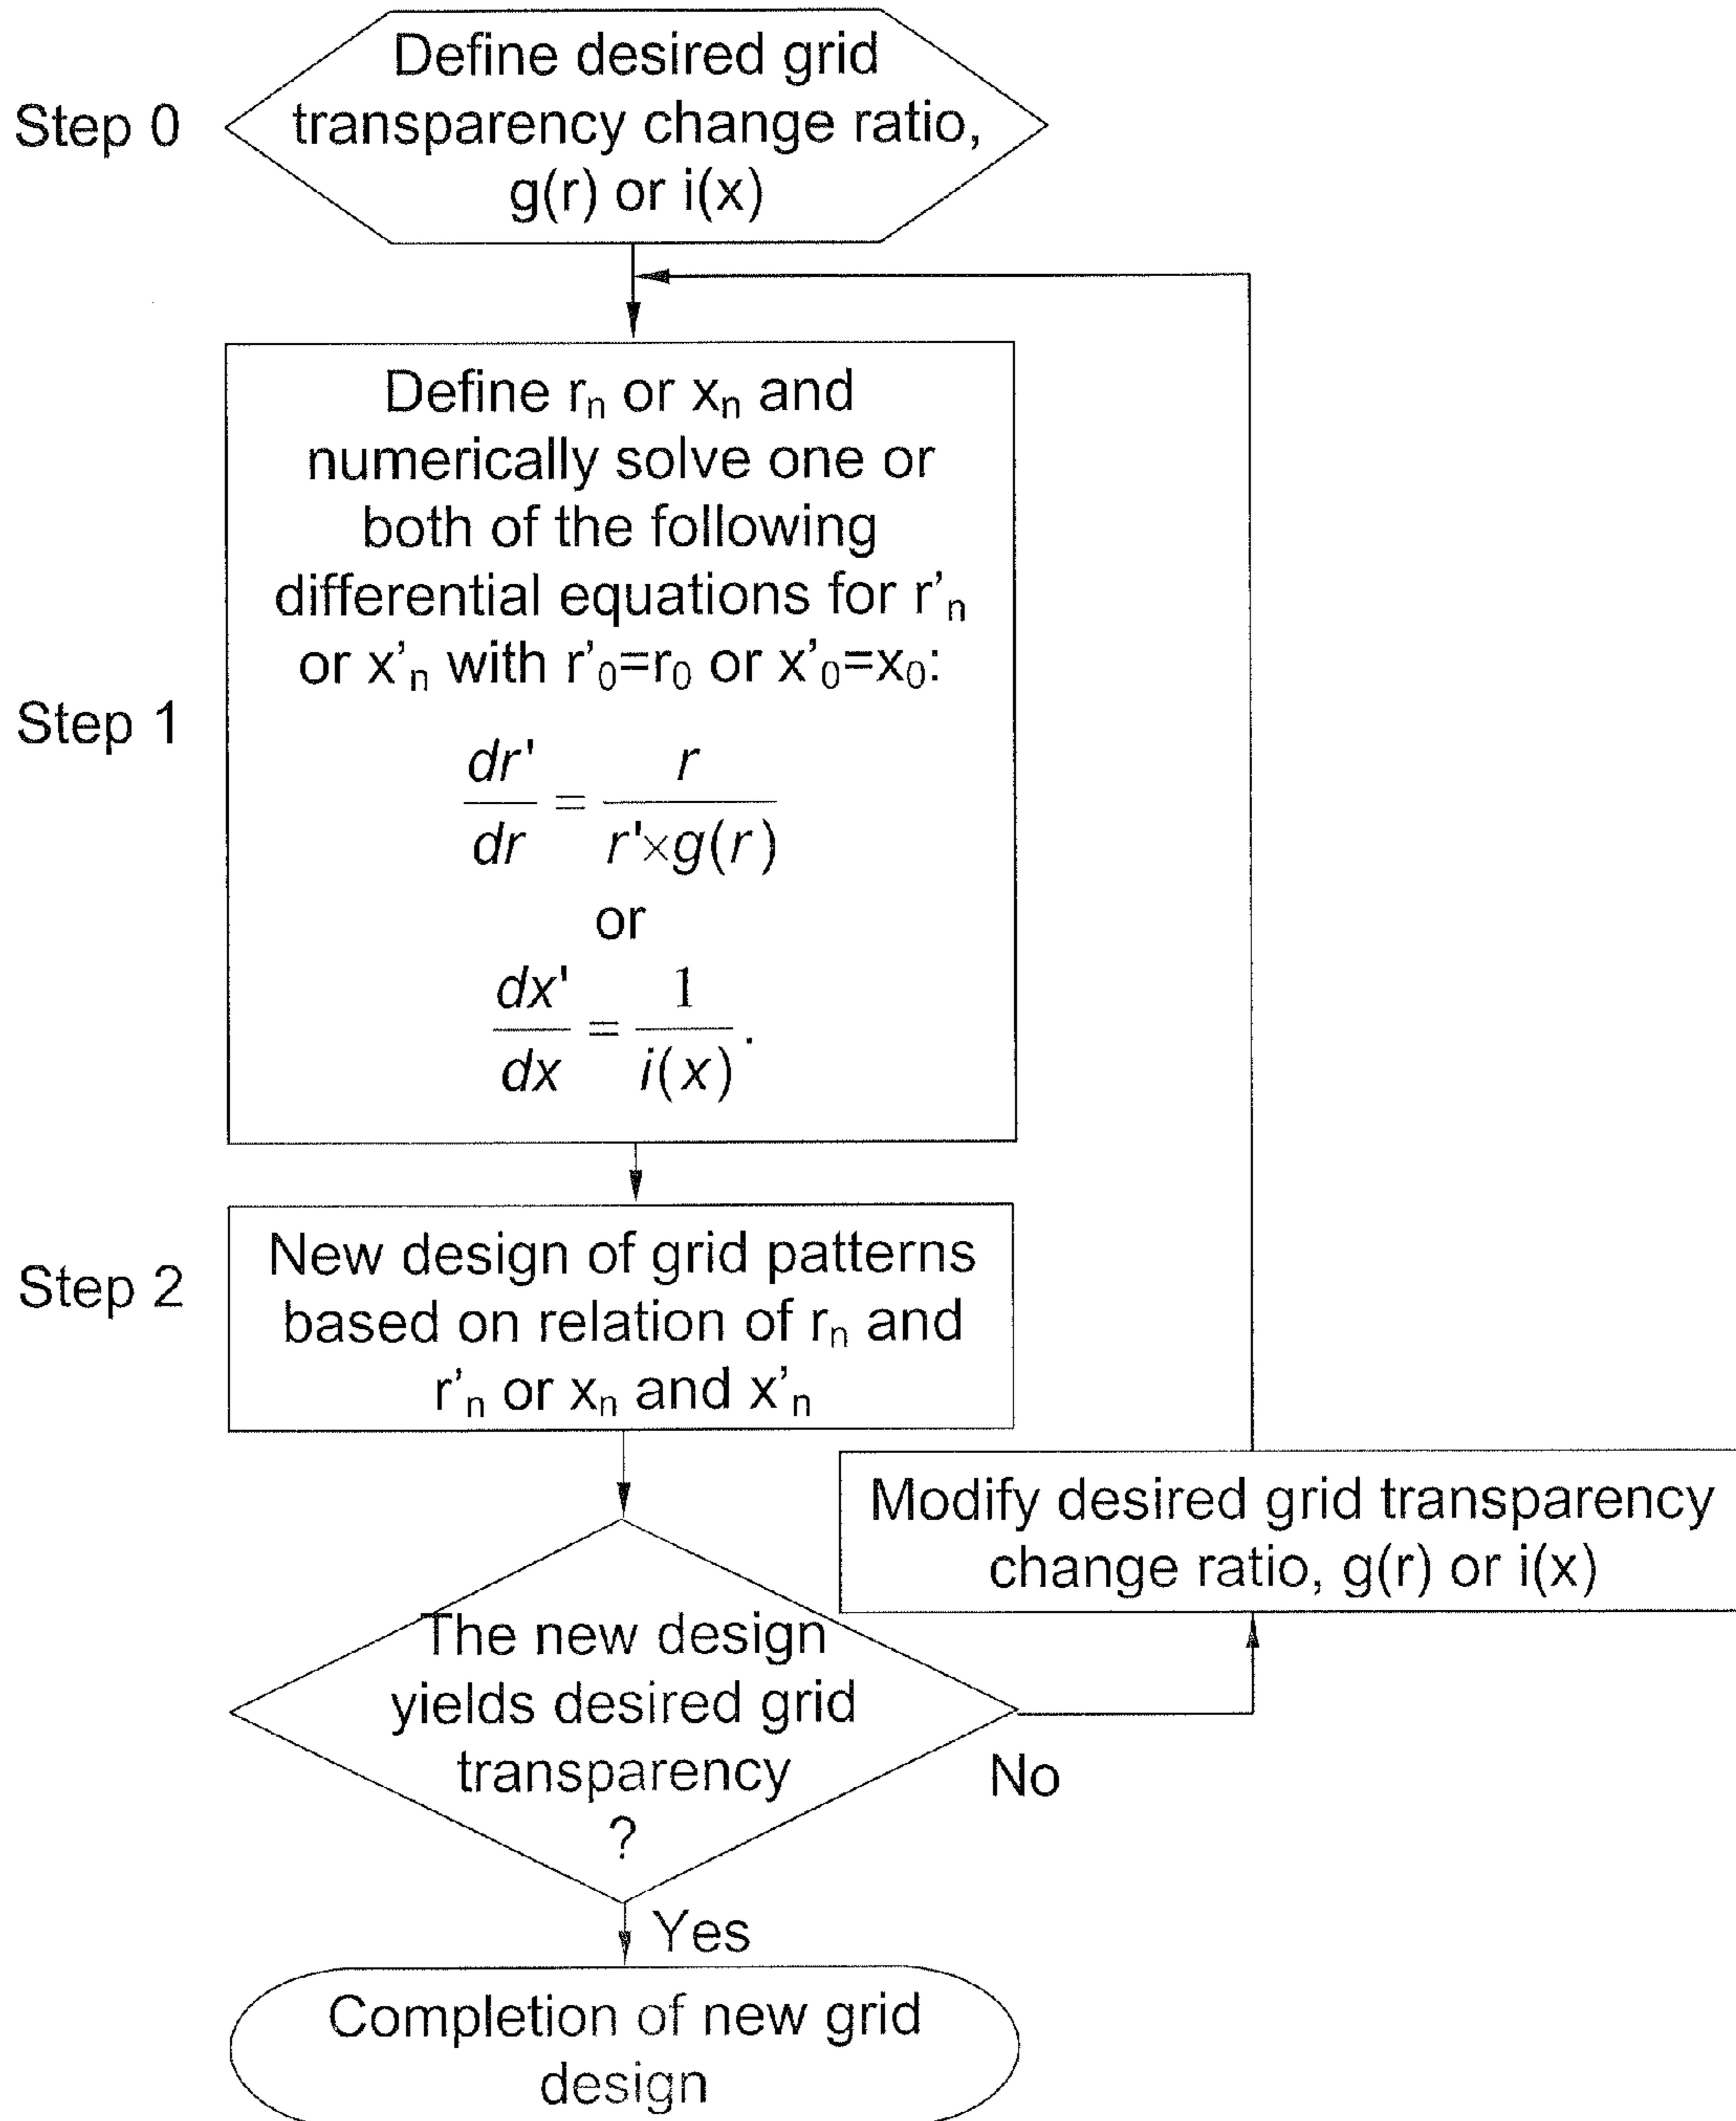 Step 0
Define desired grid
transparency change ratio,
g(r) or i(x)
Step 1
Define rₙ or xₙ and
numerically solve one or
both of the following
differential equations for r'ₙ
or x'ₙ with r'₀=r₀ or x'₀=x₀:
dr'/dr = r/(r'×g(r))
or
dx'/dx = 1/i(x).
Step 2
New design of grid patterns
based on relation of rₙ and
r'ₙ or xₙ and x'ₙ
Modify desired grid transparency
change ratio, g(r) or i(x)
The new design
yields desired grid
transparency
?
No
Yes
Completion of new grid
design